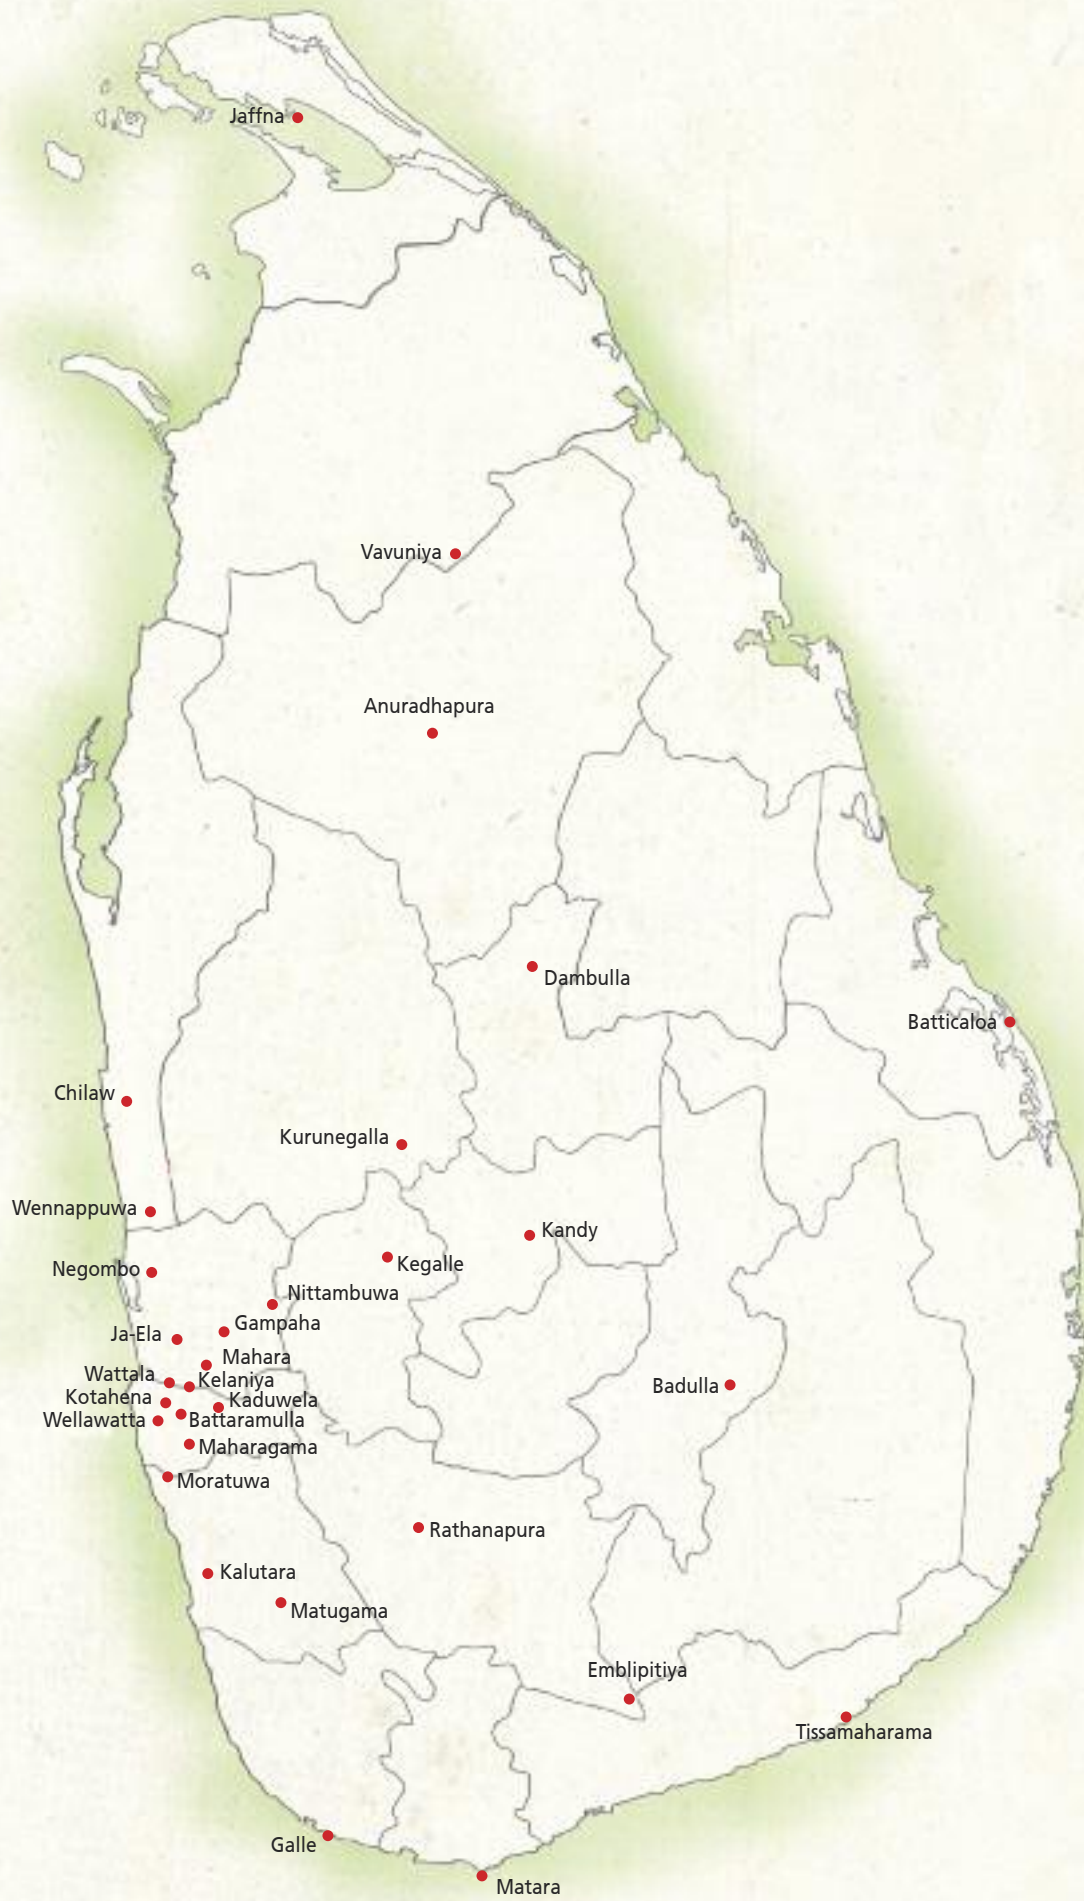 Jaffna
Vavuniya
Anuradhapura
Dambulla
Batticaloa
Chilaw
Kurunegalla
Wennappuwa
Kandy
Kegalle
Negombo
Nittambuwa
Gampaha
Ja-Ela
Mahara
Wattala
Kelaniya
Badulla
Kotahena
Kaduwela
Wellawatta
Battaramulla
Maharagama
Moratuwa
Rathanapura
Kalutara
Matugama
Emblipitiya
Tissamaharama
Galle
Matara